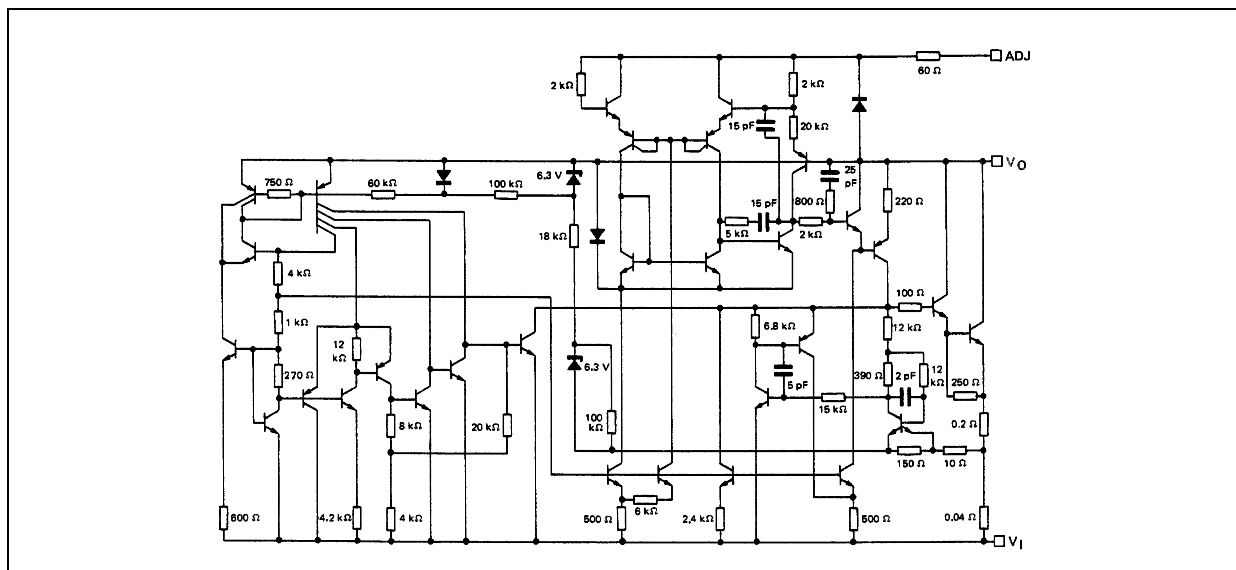 ADJ
60 Ω
2 kΩ
2 kΩ
15 pF
20 kΩ
VO
6.3 V
25 pF
750 Ω
60 kΩ
100 kΩ
15 pF
800 Ω
220 Ω
18 kΩ
5 kΩ
2 kΩ
4 kΩ
100 Ω
1 kΩ
6.8 kΩ
12 kΩ
12 kΩ
6.3 V
270 Ω
5 pF
390 Ω
2 pF
12 kΩ
250 Ω
15 kΩ
100 kΩ
8 kΩ
20 kΩ
0.2 Ω
150 Ω
10 Ω
6 kΩ
600 Ω
4.2 kΩ
4 kΩ
500 Ω
2,4 kΩ
500 Ω
0.04 Ω
VI